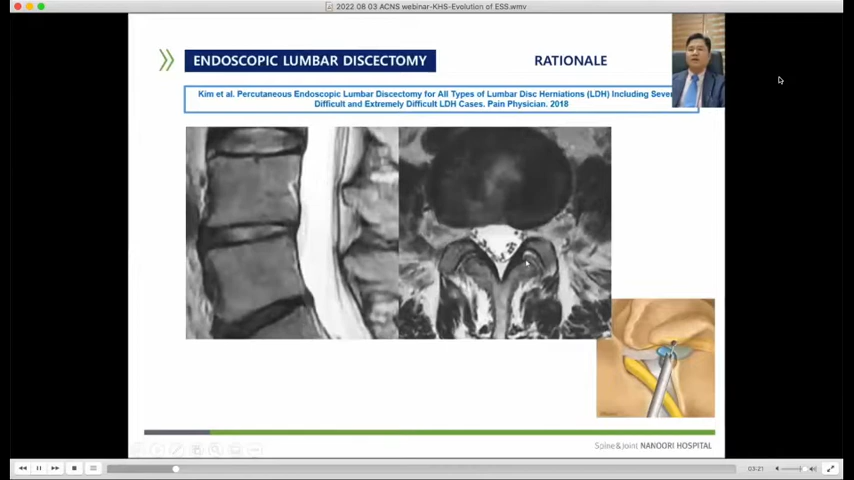 2022 08 03 ACNS webinar-KHS-Evolution of ESS.wmv
ENDOSCOPIC LUMBAR DISCECTOMY
RATIONALE
Kim et al. Percutaneous Endoscopic Lumbar Discectomy for All Types of Lumbar Disc Herniations (LDH) Including
Difficult and Extremely Difficult LDH Cases. Pain Physician. 2018
Spine&Joint NANOORI HOSPITAL
03:21